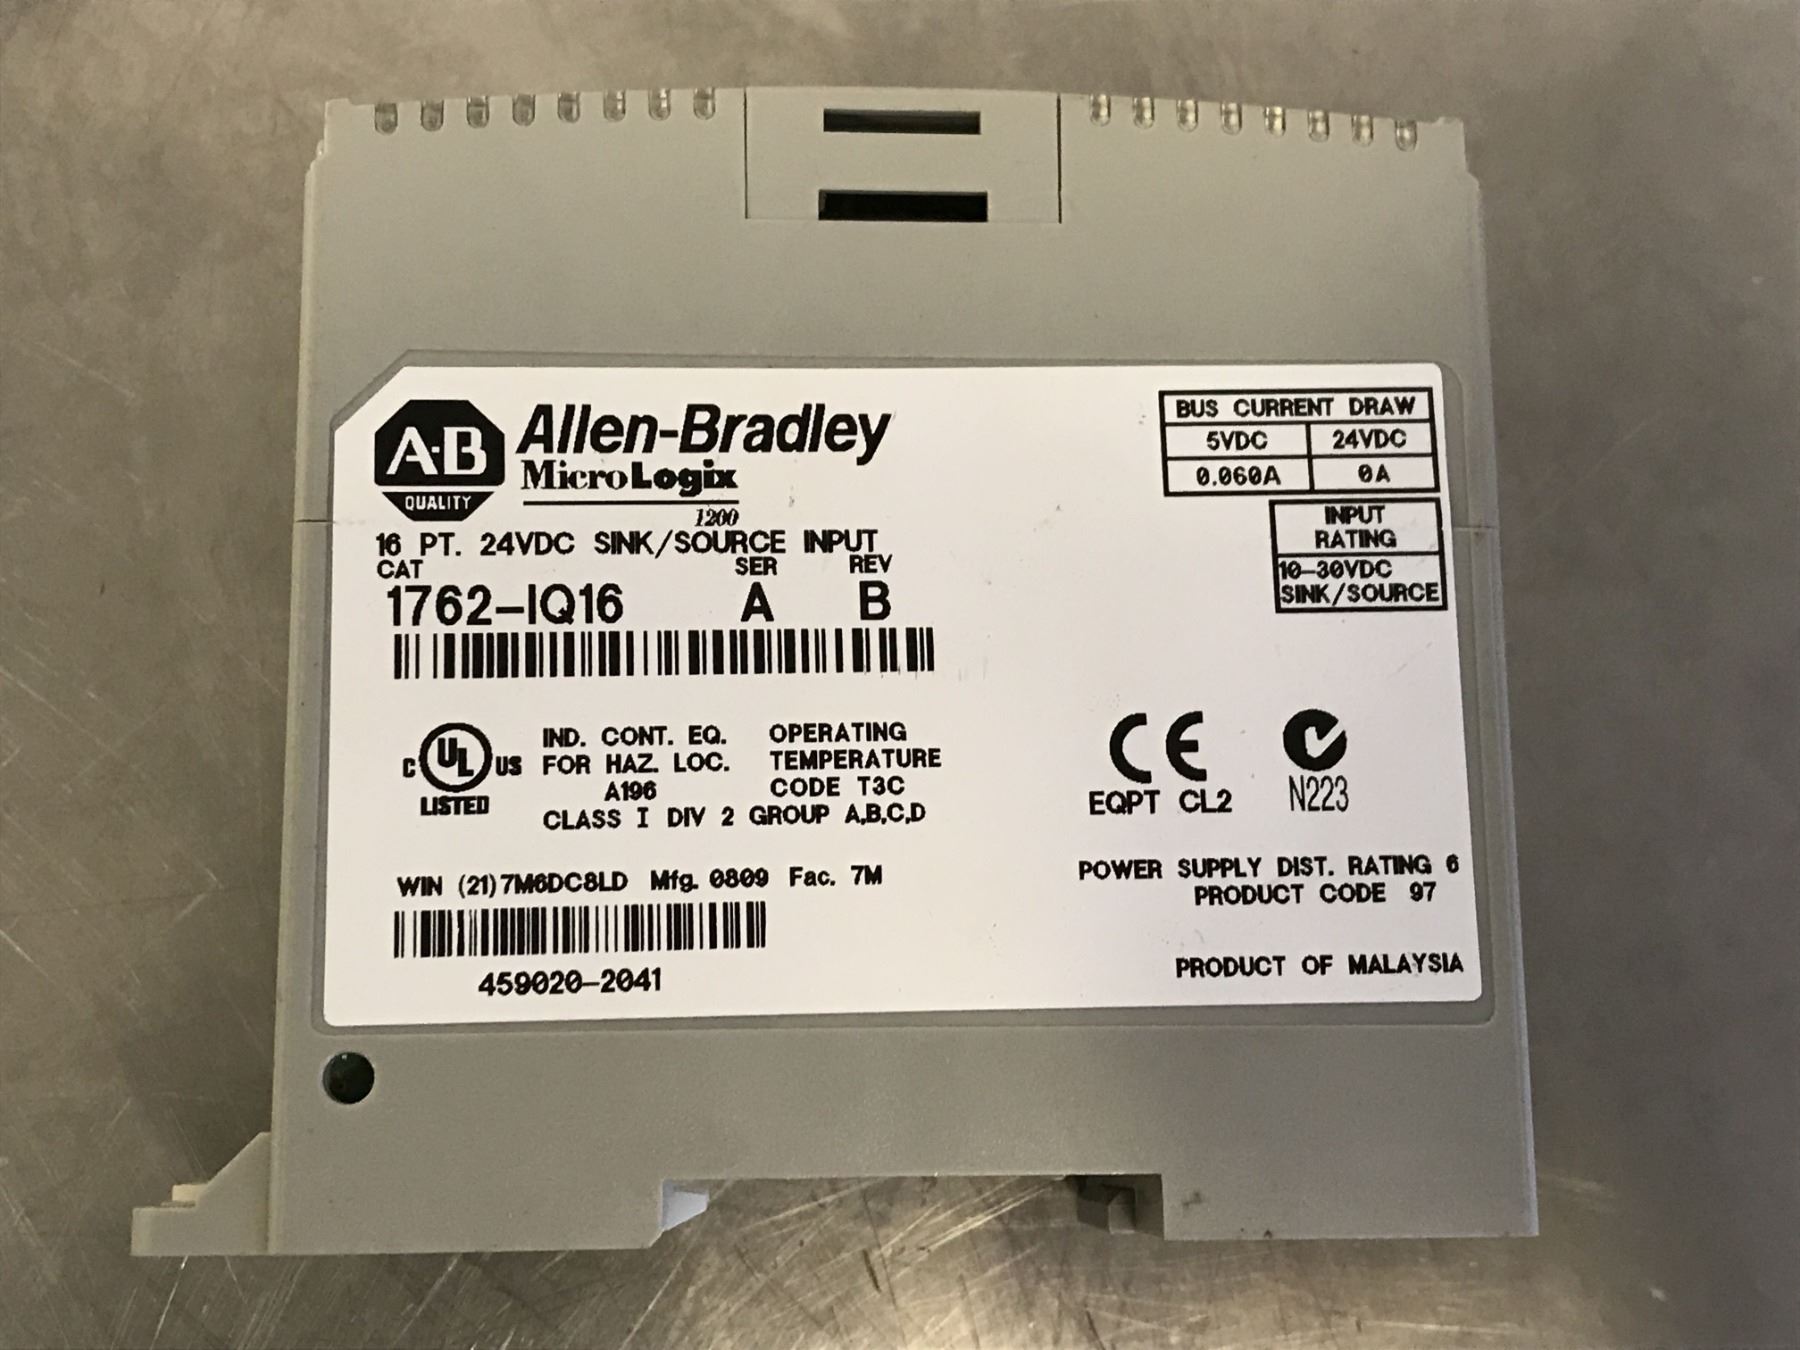 A-B
QUALITY
Allen-Bradley
MicroLogix
1200
16 PT. 24VDC SINK/SOURCE INPUT
CAT SER REV
1762-IQ16 A B
BUS CURRENT DRAW
5VDC 24VDC
0.060A 0A
INPUT
RATING
10-30VDC
SINK/SOURCE
C UL US
LISTED
IND. CONT. EQ.
FOR HAZ. LOC.
A196
OPERATING
TEMPERATURE
CODE T3C
CLASS I DIV 2 GROUP A,B,C,D
CE
EQPT CL2
N223
WIN (21)7M6DC8LD Mfg. 0809 Fac. 7M
459020-2041
POWER SUPPLY DIST. RATING 6
PRODUCT CODE 97
PRODUCT OF MALAYSIA